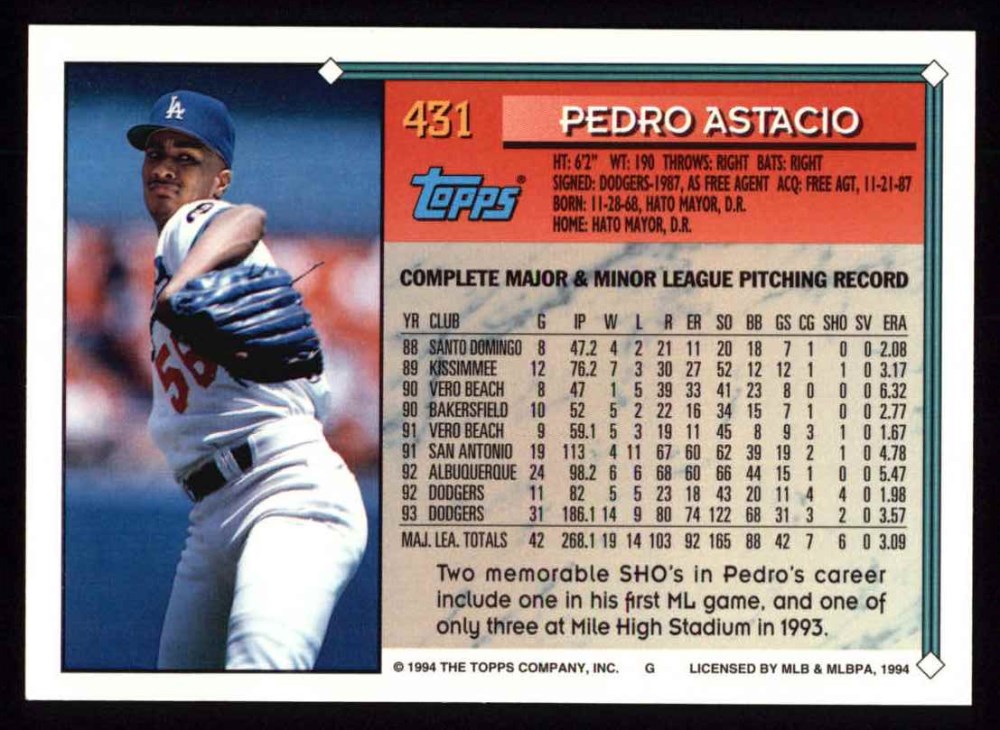 431
PEDRO ASTACIO
TOPPS®
HT: 6'2" WT: 190 THROWS: RIGHT BATS: RIGHT
SIGNED: DODGERS-1987, AS FREE AGENT ACQ: FREE AGT, 11-21-87
BORN: 11-28-68, HATO MAYOR, D.R.
HOME: HATO MAYOR, D.R.
LA
56
COMPLETE MAJOR & MINOR LEAGUE PITCHING RECORD
YR CLUB G IP W L R ER SO BB GS CG SHO SV ERA
88 SANTO DOMINGO 8 47.2 4 2 21 11 20 18 7 1 0 0 2.08
89 KISSIMMEE 12 76.2 7 3 30 27 52 12 12 1 1 0 3.17
90 VERO BEACH 8 47 1 5 39 33 41 23 8 0 0 0 6.32
90 BAKERSFIELD 10 52 5 2 22 16 34 15 7 1 0 0 2.77
91 VERO BEACH 9 59.1 5 3 19 11 45 8 9 3 1 0 1.67
91 SAN ANTONIO 19 113 4 11 67 60 62 39 19 2 1 0 4.78
92 ALBUQUERQUE 24 98.2 6 6 68 60 66 44 15 1 0 0 5.47
92 DODGERS 11 82 5 5 23 18 43 20 11 4 4 0 1.98
93 DODGERS 31 186.1 14 9 80 74 122 68 31 3 2 0 3.57
MAJ. LEA. TOTALS 42 268.1 19 14 103 92 165 88 42 7 6 0 3.09
Two memorable SHO's in Pedro's career
include one in his first ML game, and one of
only three at Mile High Stadium in 1993.
© 1994 THE TOPPS COMPANY, INC. G LICENSED BY MLB & MLBPA, 1994